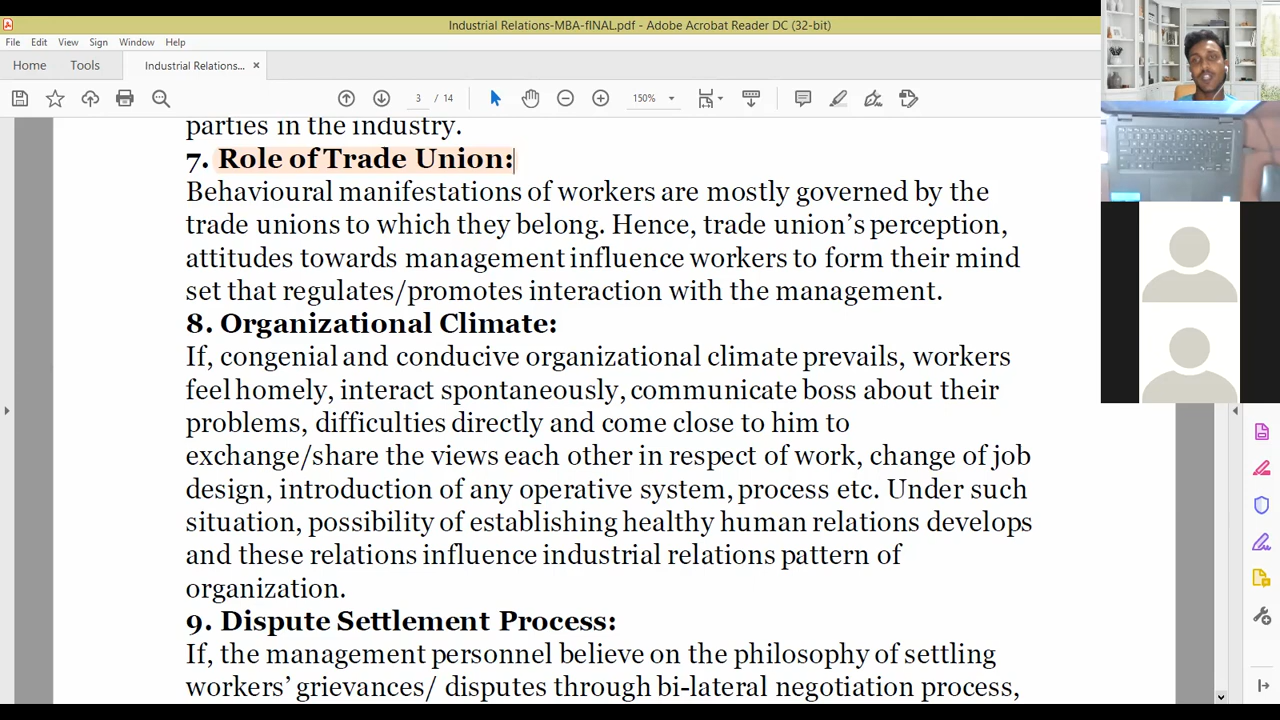 Industrial Relations-MBA-fINAL.pdf - Adobe Acrobat Reader DC (32-bit)
File Edit View Sign Window Help
Home Tools Industrial Relations... ×
3 / 14 150%
parties in the industry.
7. Role of Trade Union:
Behavioural manifestations of workers are mostly governed by the
trade unions to which they belong. Hence, trade union’s perception,
attitudes towards management influence workers to form their mind
set that regulates/promotes interaction with the management.
8. Organizational Climate:
If, congenial and conducive organizational climate prevails, workers
feel homely, interact spontaneously, communicate boss about their
problems, difficulties directly and come close to him to
exchange/share the views each other in respect of work, change of job
design, introduction of any operative system, process etc. Under such
situation, possibility of establishing healthy human relations develops
and these relations influence industrial relations pattern of
organization.
9. Dispute Settlement Process:
If, the management personnel believe on the philosophy of settling
workers’ grievances/ disputes through bi-lateral negotiation process,